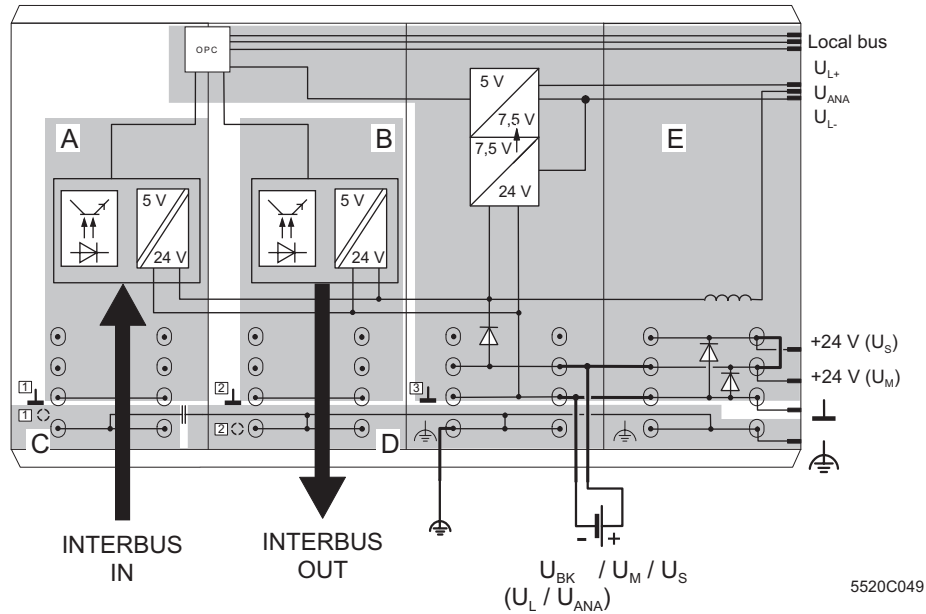 OPC
Local bus
U_L+
5 V
U_ANA
A
B
7,5 V
E
U_L-
7,5 V
5 V
5 V
24 V
24 V
24 V
+24 V (U_S)
+24 V (U_M)
1
2
3
1
2
C
D
INTERBUS
IN
INTERBUS
OUT
- +
U_BK / U_M / U_S
(U_L / U_ANA)
5520C049